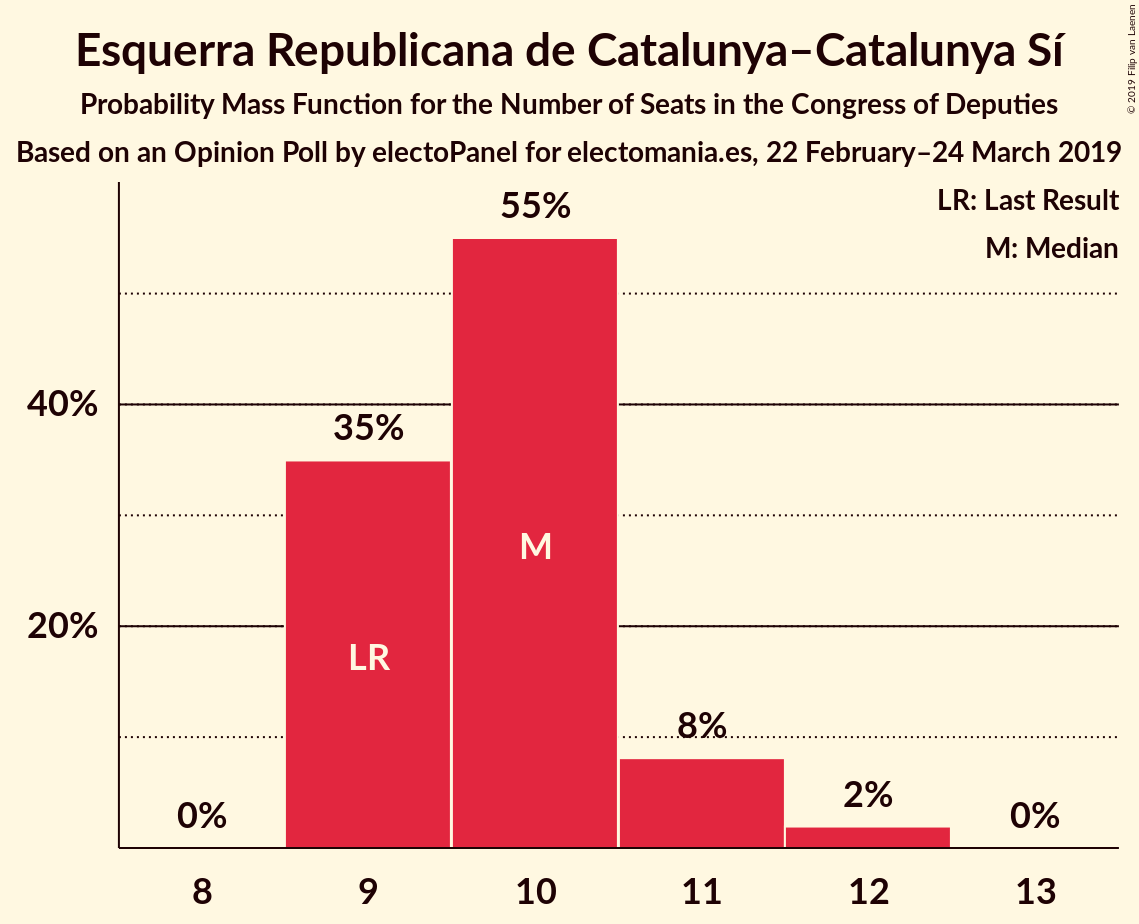 Esquerra Republicana de Catalunya–Catalunya Sí
Probability Mass Function for the Number of Seats in the Congress of Deputies
Based on an Opinion Poll by electoPanel for electomania.es, 22 February–24 March 2019
© 2019 Filip van Laenen
LR: Last Result
M: Median
55%
40%
35%
M
20%
LR
8%
2%
0%
0%
8 9 10 11 12 13